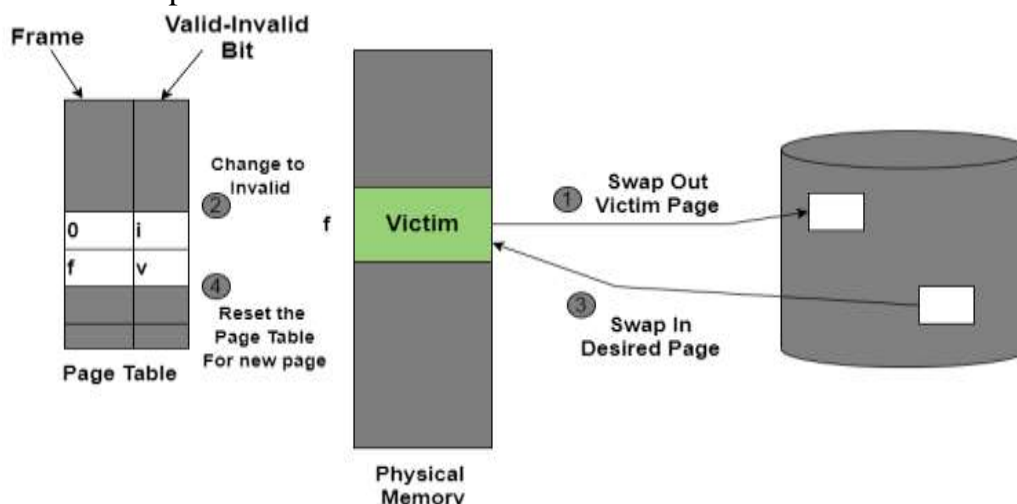 Frame
Valid-Invalid
Bit
Change to
Invalid
2
0 i
f v
4
Reset the
Page Table
For new page
Page Table
f
Victim
1
Swap Out
Victim Page
3
Swap In
Desired Page
Physical
Memory